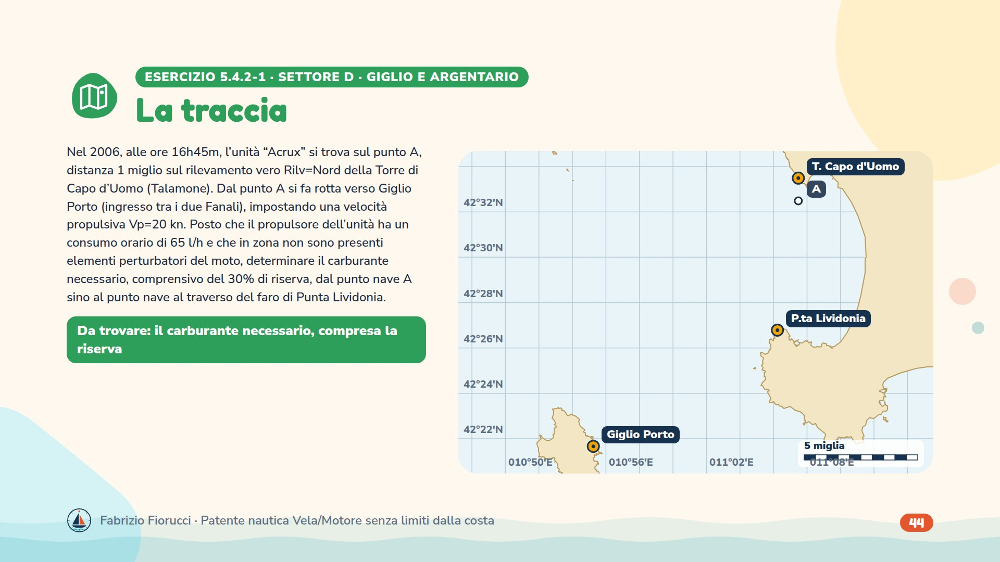 ESERCIZIO 5.4.2-1 · SETTORE D · GIGLIO E ARGENTARIO
La traccia
Nel 2006, alle ore 16h45m, l’unità “Acrux” si trova sul punto A,
distanza 1 miglio sul rilevamento vero Rilv=Nord della Torre di
Capo d’Uomo (Talamone). Dal punto A si fa rotta verso Giglio
Porto (ingresso tra i due Fanali), impostando una velocità
propulsiva Vp=20 kn. Posto che il propulsore dell’unità ha un
consumo orario di 65 l/h e che in zona non sono presenti
elementi perturbatori del moto, determinare il carburante
necessario, comprensivo del 30% di riserva, dal punto nave A
sino al punto nave al traverso del faro di Punta Lividonia.
Da trovare: il carburante necessario, compresa la
riserva
T. Capo d'Uomo
A
42°32'N
42°30'N
42°28'N
P.ta Lividonia
42°26'N
42°24'N
42°22'N
Giglio Porto
5 miglia
010°50'E
010°56'E
011°02'E
011°08'E
Fabrizio Fiorucci · Patente nautica Vela/Motore senza limiti dalla costa
44